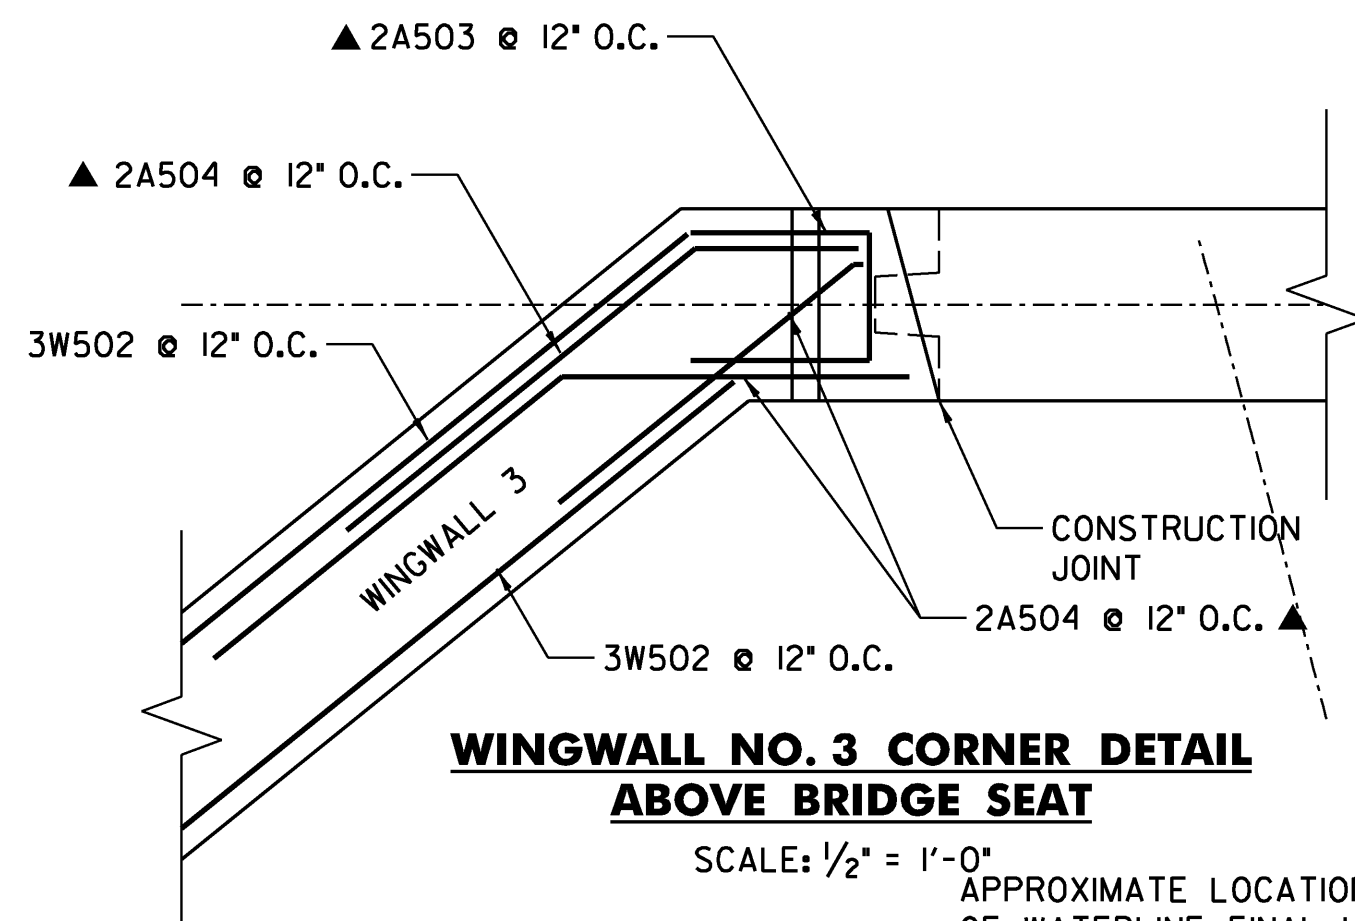 ▲ 2A503 @ 12" O.C.
▲ 2A504 @ 12" O.C.
3W502 @ 12" O.C.
WINGWALL 3
CONSTRUCTION
JOINT
2A504 @ 12" O.C. ▲
3W502 @ 12" O.C.
WINGWALL NO. 3 CORNER DETAIL
ABOVE BRIDGE SEAT
SCALE: 1/2" = 1'-0"
APPROXIMATE LOCATION